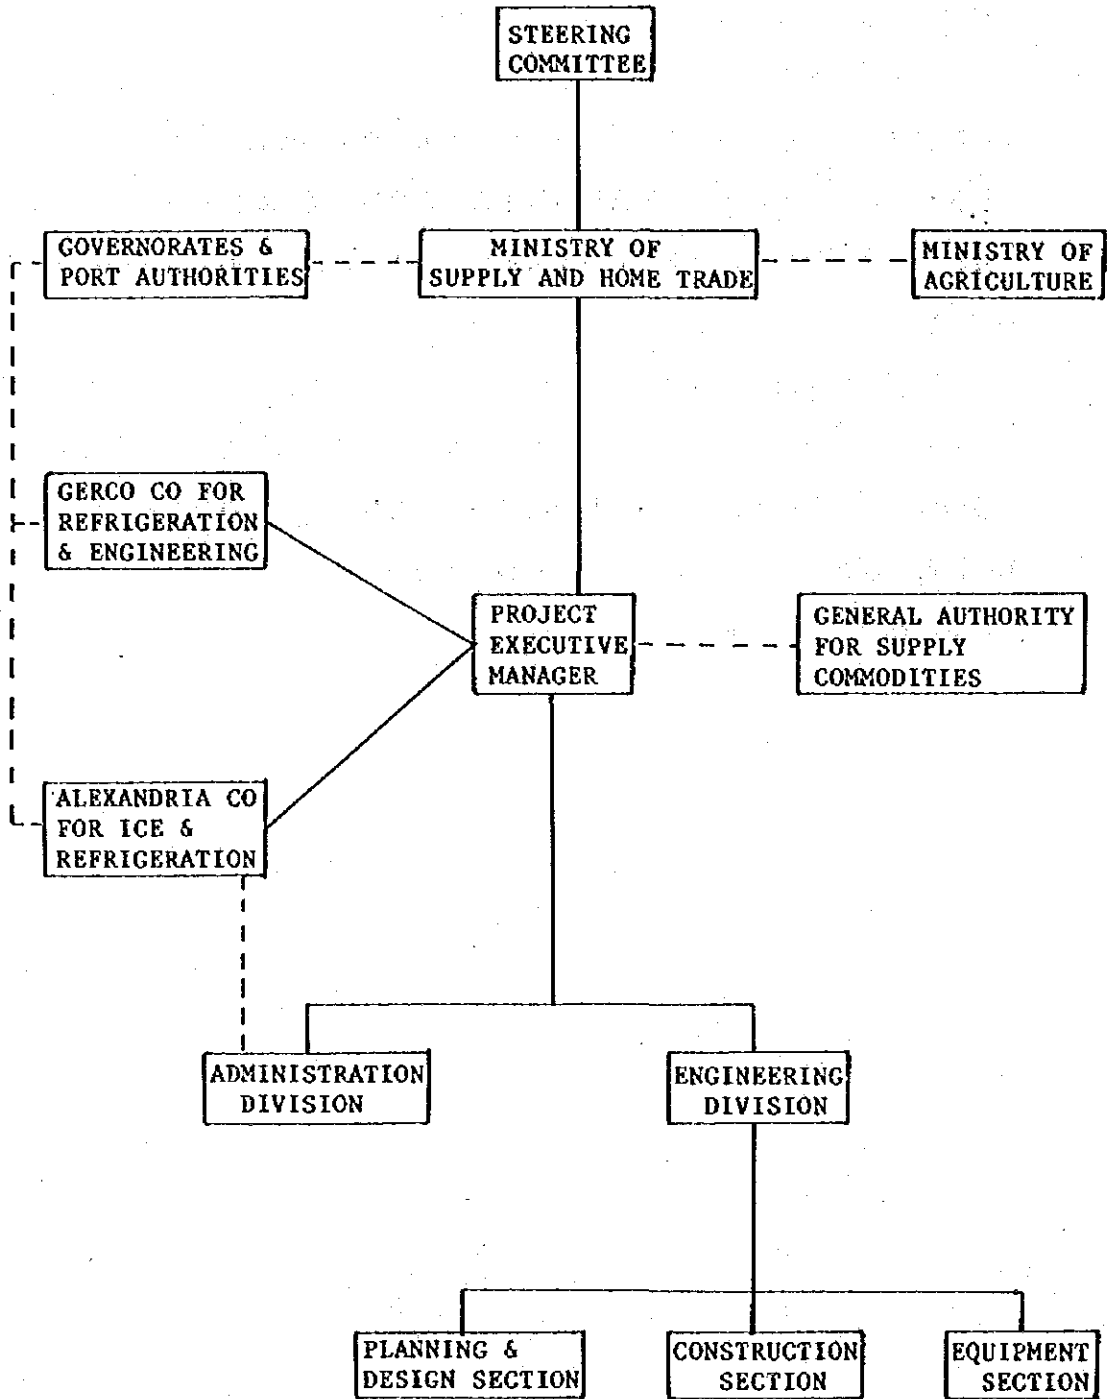 STEERING
COMMITTEE
GOVERNORATES &
PORT AUTHORITIES
MINISTRY OF
SUPPLY AND HOME TRADE
MINISTRY OF
AGRICULTURE
GERCO CO FOR
REFRIGERATION
& ENGINEERING
PROJECT
EXECUTIVE
MANAGER
GENERAL AUTHORITY
FOR SUPPLY
COMMODITIES
ALEXANDRIA CO
FOR ICE &
REFRIGERATION
ADMINISTRATION
DIVISION
ENGINEERING
DIVISION
PLANNING &
DESIGN SECTION
CONSTRUCTION
SECTION
EQUIPMENT
SECTION